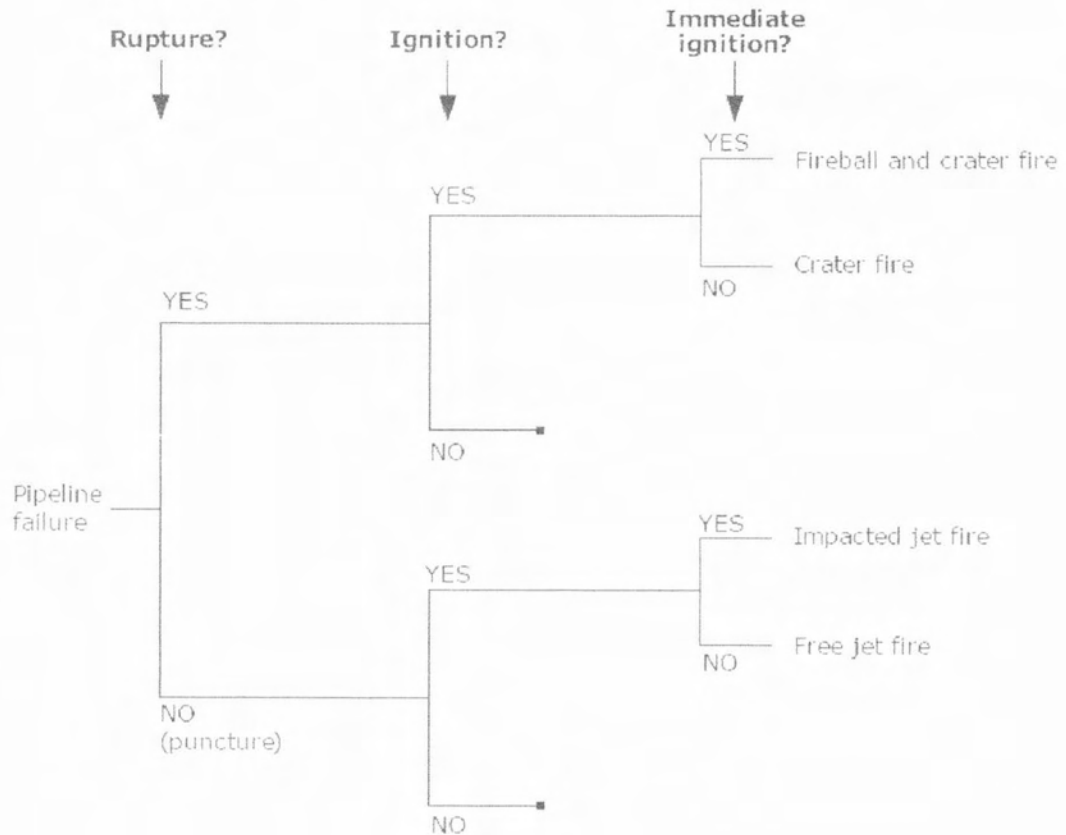 Rupture?
Ignition?
Immediate
ignition?
YES
Fireball and crater fire
YES
Crater fire
NO
YES
NO
Pipeline
failure
YES
Impacted jet fire
YES
Free jet fire
NO
NO
(puncture)
NO